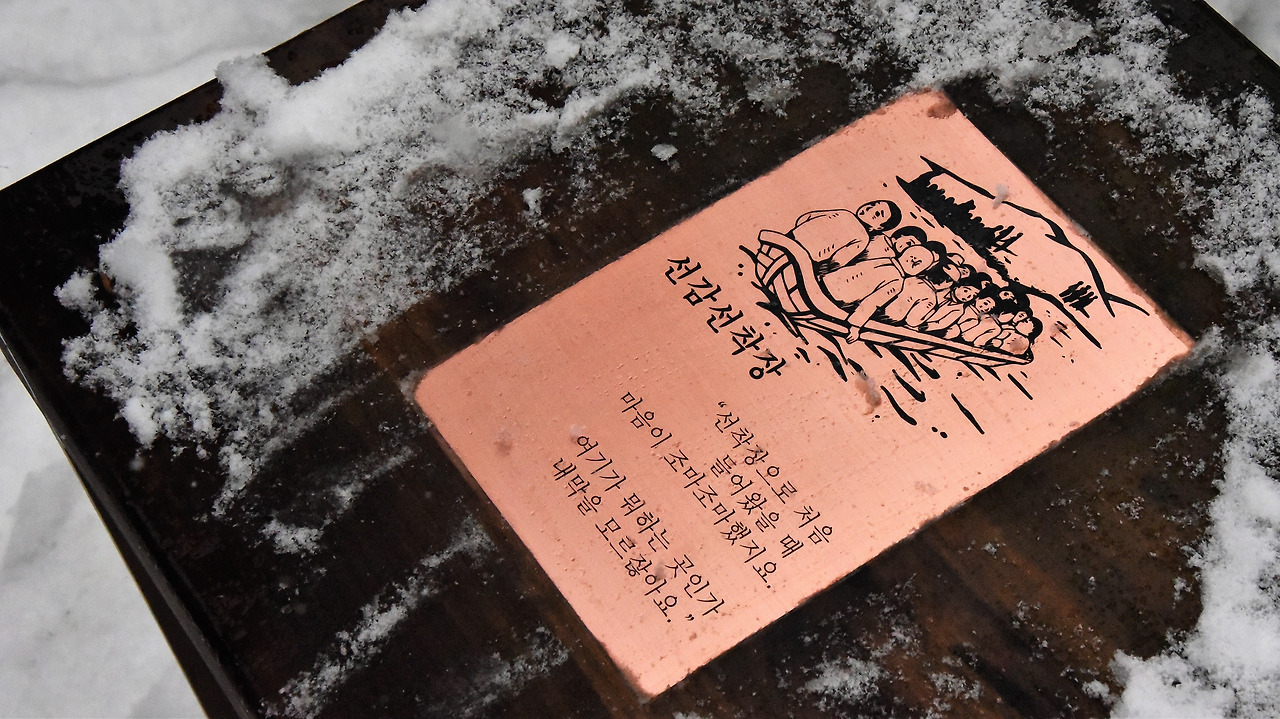 선감선착장
“선착장으로 처음
들어왔을 때
마음이 조마조마했지요.
여기가 뭐하는 곳인가
내막을 모르잖아요.”